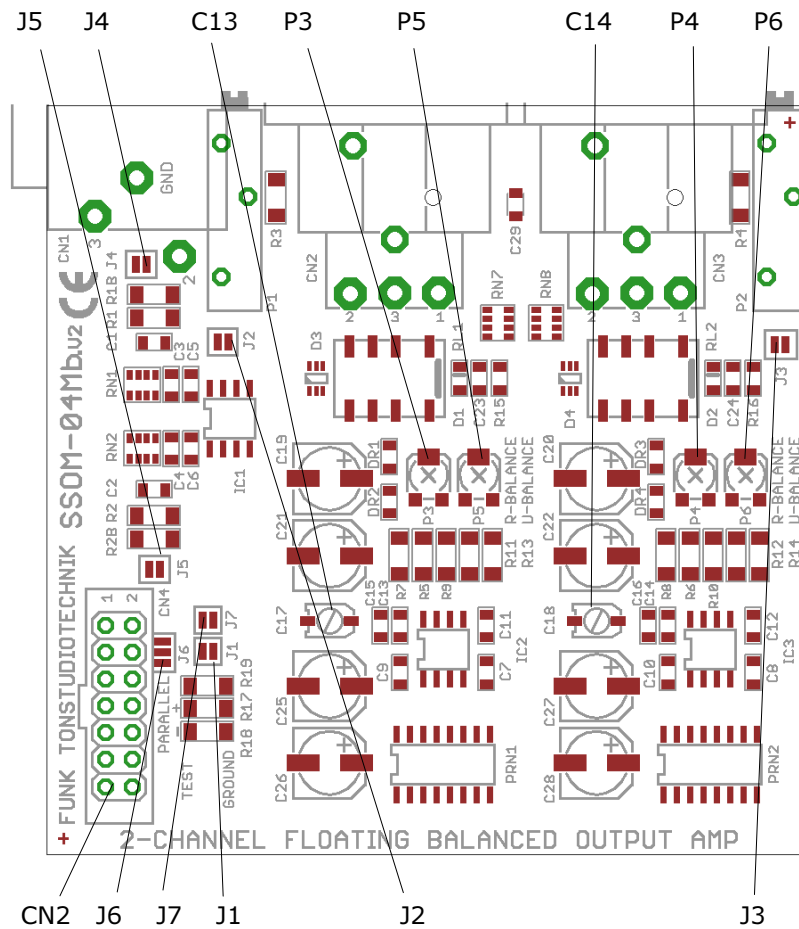 J5 J4 C13 P3 P5 C14 P4 P6
GND
CN1
3
2
J4
R1B
R1
C1
C3
C5
RN1
RN2
C4
C6
C2
R2
R2B
J5
IC1
J2
P1
R3
CN2
2
3
1
C29
RN7
RN8
CN3
2
3
1
R4
P2
J3
D3
RL1
D1
C23
R15
D4
RL2
D2
C24
R16
C19
DR1
DR2
P3
P5
R-BALANCE
U-BALANCE
C20
DR3
DR4
P4
P6
R-BALANCE
U-BALANCE
C21
R7
R5
R9
R11
R13
C22
R8
R6
R10
R12
R14
C15
C13
C17
C11
IC2
C9
C7
C16
C14
C18
C12
IC3
C10
C8
C25
C26
PRN1
C27
C28
PRN2
CN4
1 2
J7
J1
J6
PARALLEL
R19
R17
R18
+
-
TEST
GROUND
FUNK TONSTUDIOTECHNIK SSOM-04Mb.v2 CE
2-CHANNEL FLOATING BALANCED OUTPUT AMP
CN2 J6 J7 J1 J2 J3